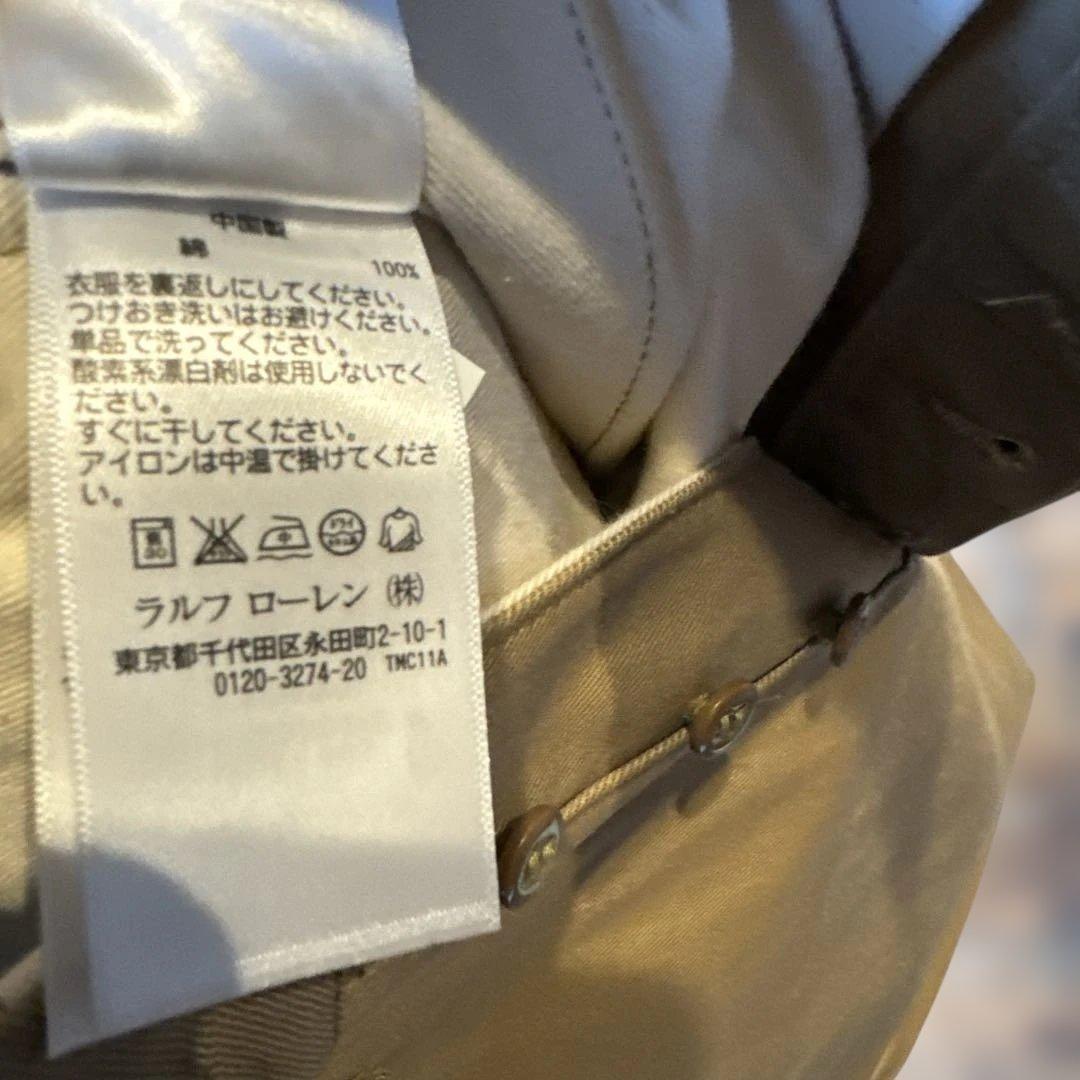 中国製
綿
100%
衣服を裏返しにしてください。
つけおき洗いはお避けください。
単品で洗ってください。
酸素系漂白剤は使用しないでく
ださい。
すぐに干してください。
アイロンは中温で掛けてくださ
い。
中 ドライ
ラルフ ローレン (株)
東京都千代田区永田町2-10-1
0120-3274-20 TMC11A